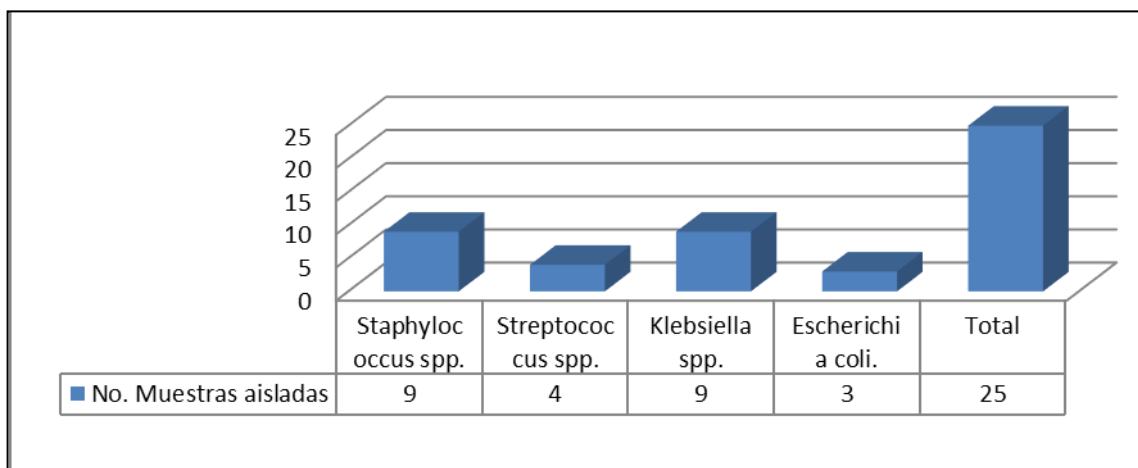 25
20
15
10
5
0
Staphyloc Streptococ Klebsiella Escherichi Total
occus spp. cus spp. spp. a coli.
No. Muestras aisladas 9 4 9 3 25